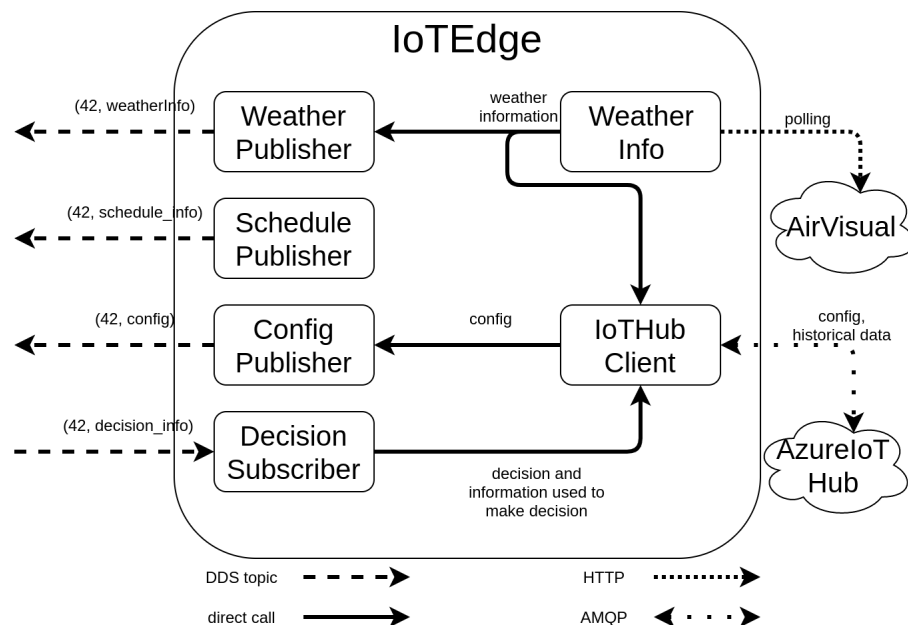 IoTEdge
(42, weatherInfo)
Weather
Publisher
weather
information
Weather
Info
polling
AirVisual
(42, schedule_info)
Schedule
Publisher
(42, config)
Config
Publisher
config
IoTHub
Client
config,
historical data
AzureIoT
Hub
(42, decision_info)
Decision
Subscriber
decision and
information used to
make decision
DDS topic
HTTP
direct call
AMQP